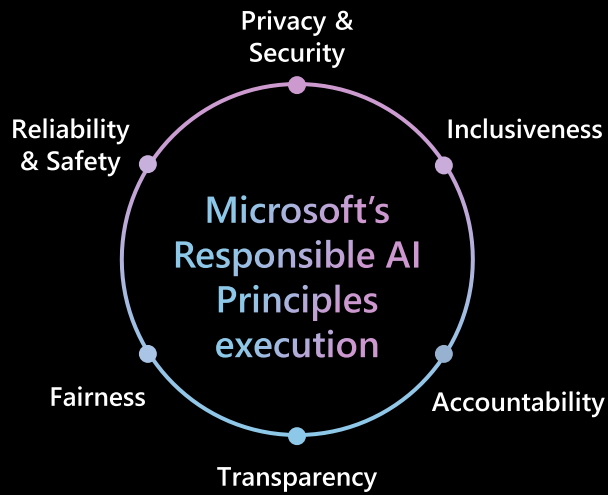 Privacy &
Security
Reliability
& Safety
Inclusiveness
Microsoft's
Responsible AI
Principles
execution
Fairness
Accountability
Transparency